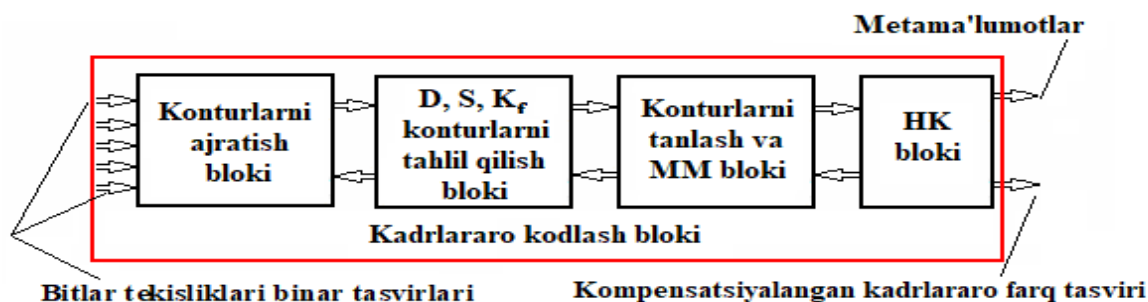 Metama'lumotlar
Konturlarni
ajratish
bloki
D, S, Kf
konturlarni
tahlil qilish
bloki
Konturlarni
tanlash va
MM bloki
HK
bloki
Kadrlararo kodlash bloki
Bitlar tekisliklari binar tasvirlari
Kompensatsiyalangan kadrlararo farq tasviri